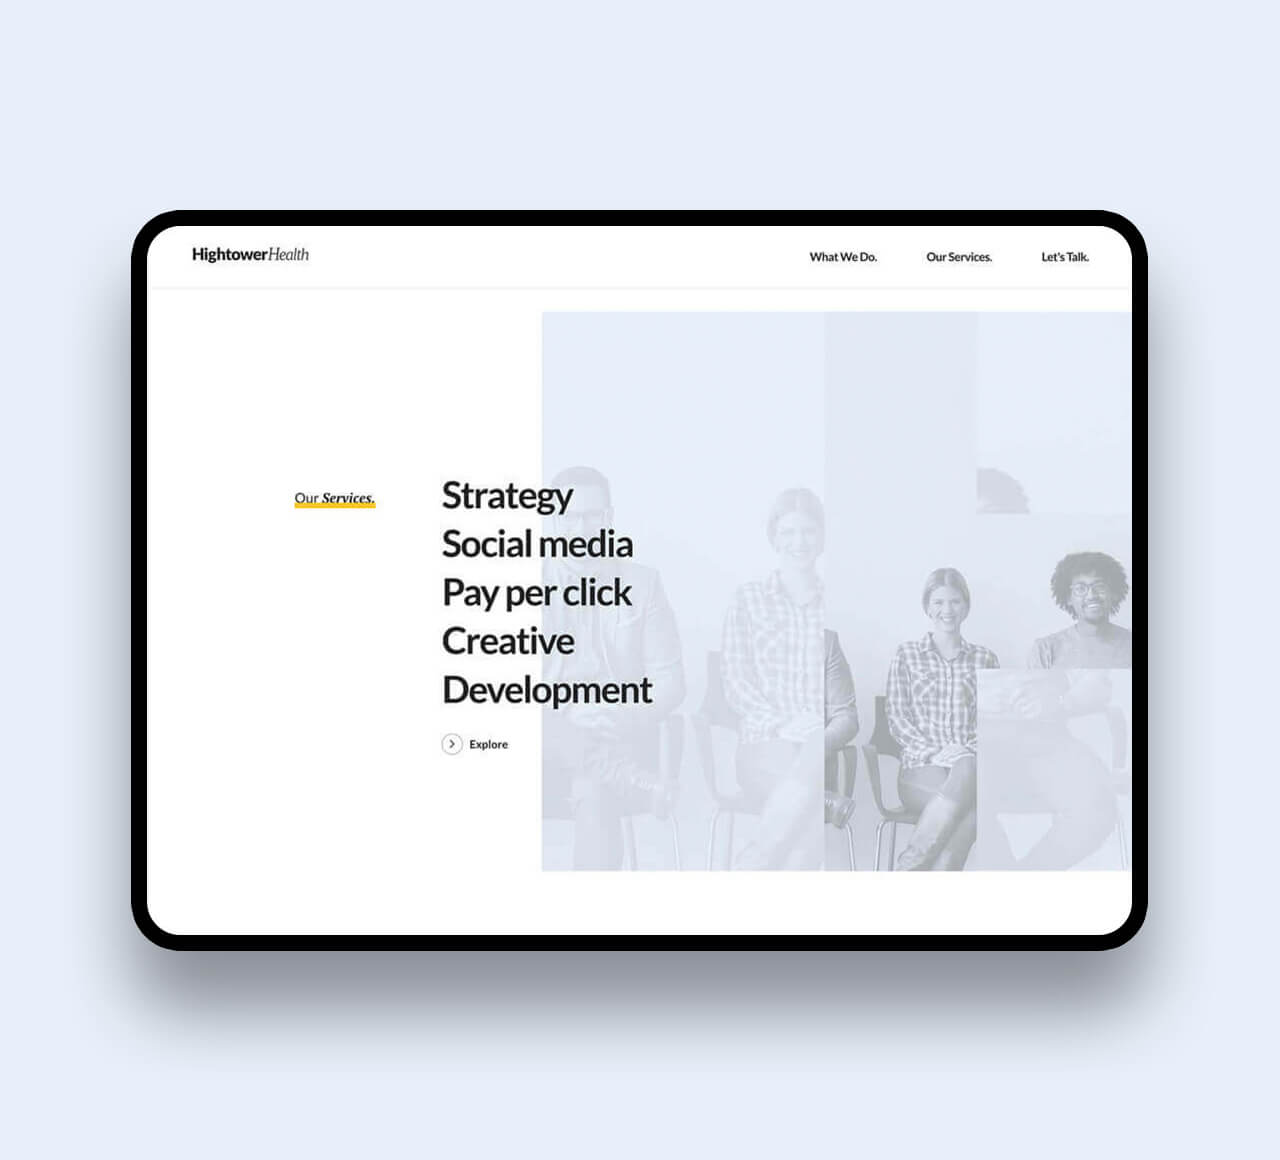 HightowerHealth
What We Do.
Our Services.
Let's Talk.
Our Services.
Strategy
Social media
Pay per click
Creative
Development
Explore